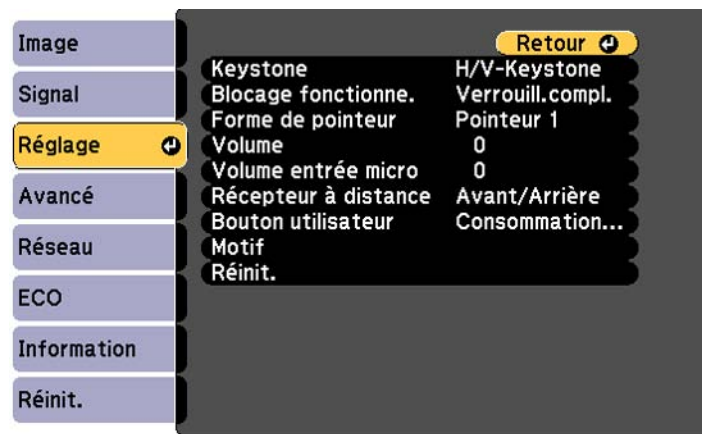 Image
Signal
Réglage
Avancé
Réseau
ECO
Information
Réinit.
Retour
Keystone H/V-Keystone
Blocage fonctionne. Verrouill.compl.
Forme de pointeur Pointeur 1
Volume 0
Volume entrée micro 0
Récepteur à distance Avant/Arrière
Bouton utilisateur Consommation...
Motif
Réinit.